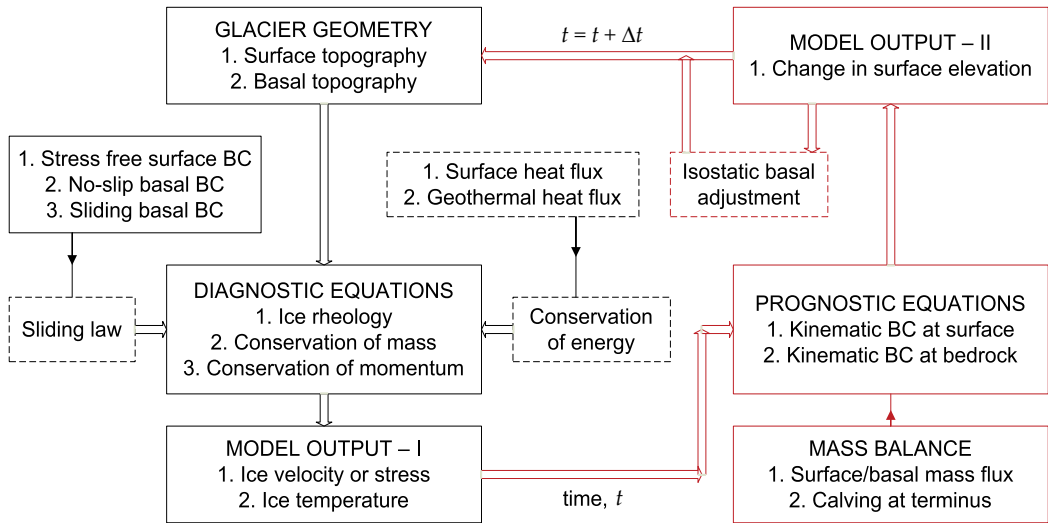 GLACIER GEOMETRY
1. Surface topography
2. Basal topography
t = t + Δt
MODEL OUTPUT – II
1. Change in surface elevation
1. Stress free surface BC
2. No-slip basal BC
3. Sliding basal BC
1. Surface heat flux
2. Geothermal heat flux
Isostatic basal
adjustment
Sliding law
DIAGNOSTIC EQUATIONS
1. Ice rheology
2. Conservation of mass
3. Conservation of momentum
Conservation
of energy
PROGNOSTIC EQUATIONS
1. Kinematic BC at surface
2. Kinematic BC at bedrock
MODEL OUTPUT – I
1. Ice velocity or stress
2. Ice temperature
time, t
MASS BALANCE
1. Surface/basal mass flux
2. Calving at terminus